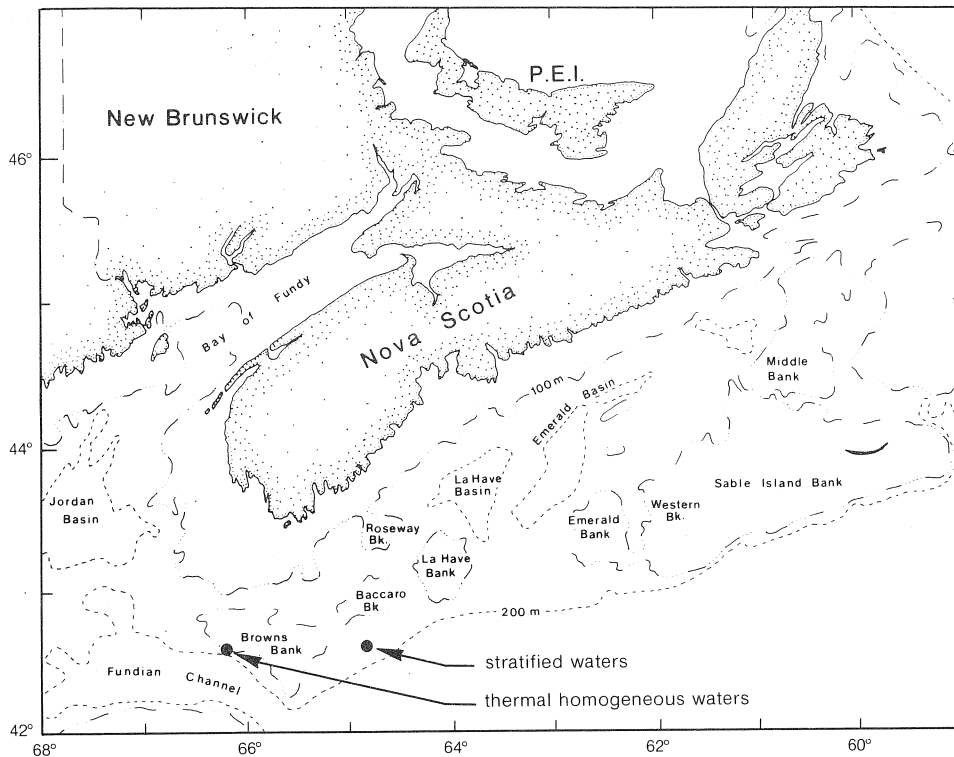 P.E.I.
New Brunswick
46°
Bay of Fundy
Nova Scotia
100 m
Emerald Basin
Middle
Bank
44°
La Have
Basin
Sable Island Bank
Jordan
Basin
Western
Bk.
Emerald
Bank
Roseway
Bk.
La Have
Bank
Baccaro
Bk
200 m
Browns
Bank
stratified waters
Fundian Channel
thermal homogeneous waters
42°
68°
66°
64°
62°
60°